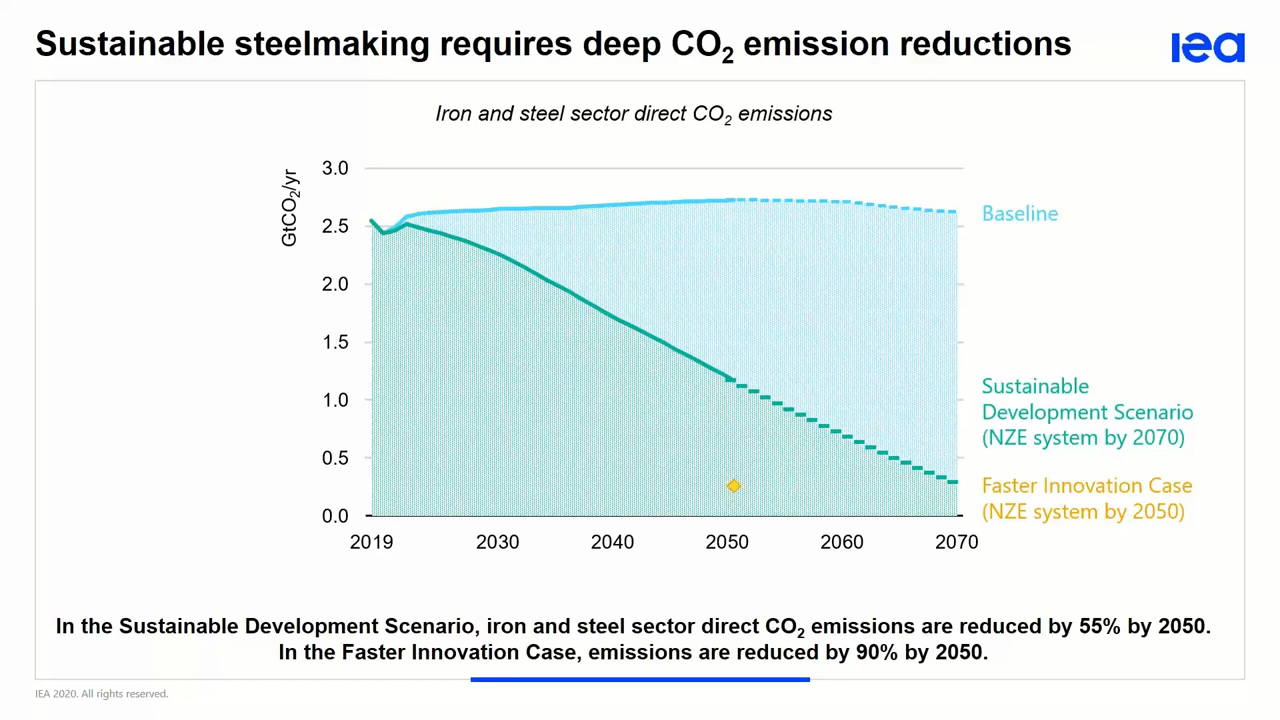 Sustainable steelmaking requires deep CO₂ emission reductions
iea
Iron and steel sector direct CO₂ emissions
GtCO₂/yr
3.0
2.5
2.0
1.5
1.0
0.5
0.0
2019 2030 2040 2050 2060 2070
Baseline
Sustainable
Development Scenario
(NZE system by 2070)
Faster Innovation Case
(NZE system by 2050)
In the Sustainable Development Scenario, iron and steel sector direct CO₂ emissions are reduced by 55% by 2050.
In the Faster Innovation Case, emissions are reduced by 90% by 2050.
IEA 2020. All rights reserved.